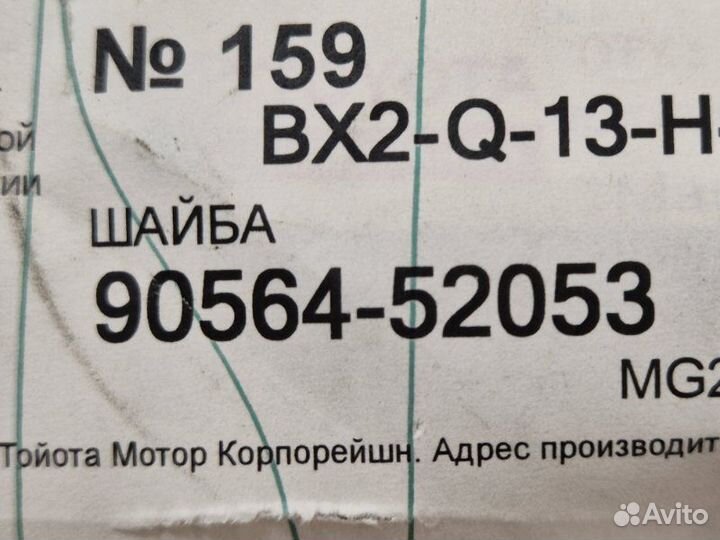 № 159
BX2-Q-13-H
ой
ии
ШАЙБА
90564-52053
MG2
Тойота Мотор Корпорейшн. Адрес производит
Avito